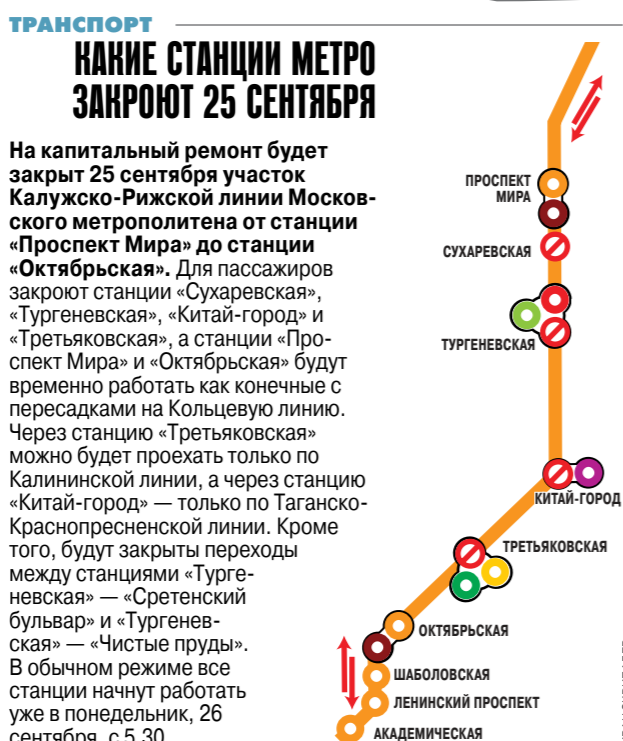 ТРАНСПОРТ
КАКИЕ СТАНЦИИ МЕТРО
ЗАКРОЮТ 25 СЕНТЯБРЯ
На капитальный ремонт будет
закрыт 25 сентября участок
Калужско-Рижской линии Москов-
ского метрополитена от станции
«Проспект Мира» до станции
«Октябрьская». Для пассажиров
закроют станции «Сухаревская»,
«Тургеневская», «Китай-город» и
«Третьяковская», а станции «Про-
спект Мира» и «Октябрьская» будут
временно работать как конечные с
пересадками на Кольцевую линию.
Через станцию «Третьяковская»
можно будет проехать только по
Калининской линии, а через станцию
«Китай-город» — только по Таганско-
Краснопресненской линии. Кроме
того, будут закрыты переходы
между станциями «Турге-
невская» — «Сретенский
бульвар» и «Тургенев-
ская» — «Чистые пруды».
В обычном режиме все
станции начнут работать
уже в понедельник, 26
сентября, с 5.30
ПРОСПЕКТ
МИРА
СУХАРЕВСКАЯ
ТУРГЕНЕВСКАЯ
КИТАЙ-ГОРОД
ТРЕТЬЯКОВСКАЯ
ОКТЯБРЬСКАЯ
ШАБОЛОВСКАЯ
ЛЕНИНСКИЙ ПРОСПЕКТ
АКАДЕМИЧЕСКАЯ